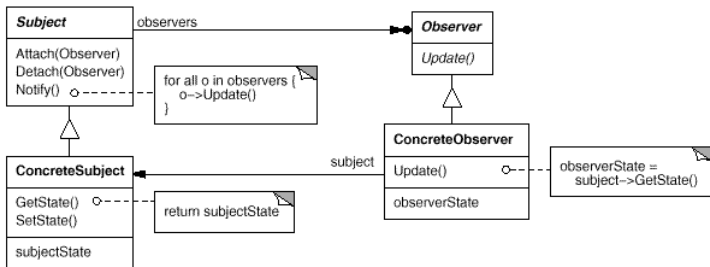 Subject
Attach(Observer)
Detach(Observer)
Notify()
observers
for all o in observers {
o->Update()
}
Observer
Update()
ConcreteSubject
GetState()
SetState()
subjectState
return subjectState
subject
ConcreteObserver
Update()
observerState
observerState =
subject->GetState()